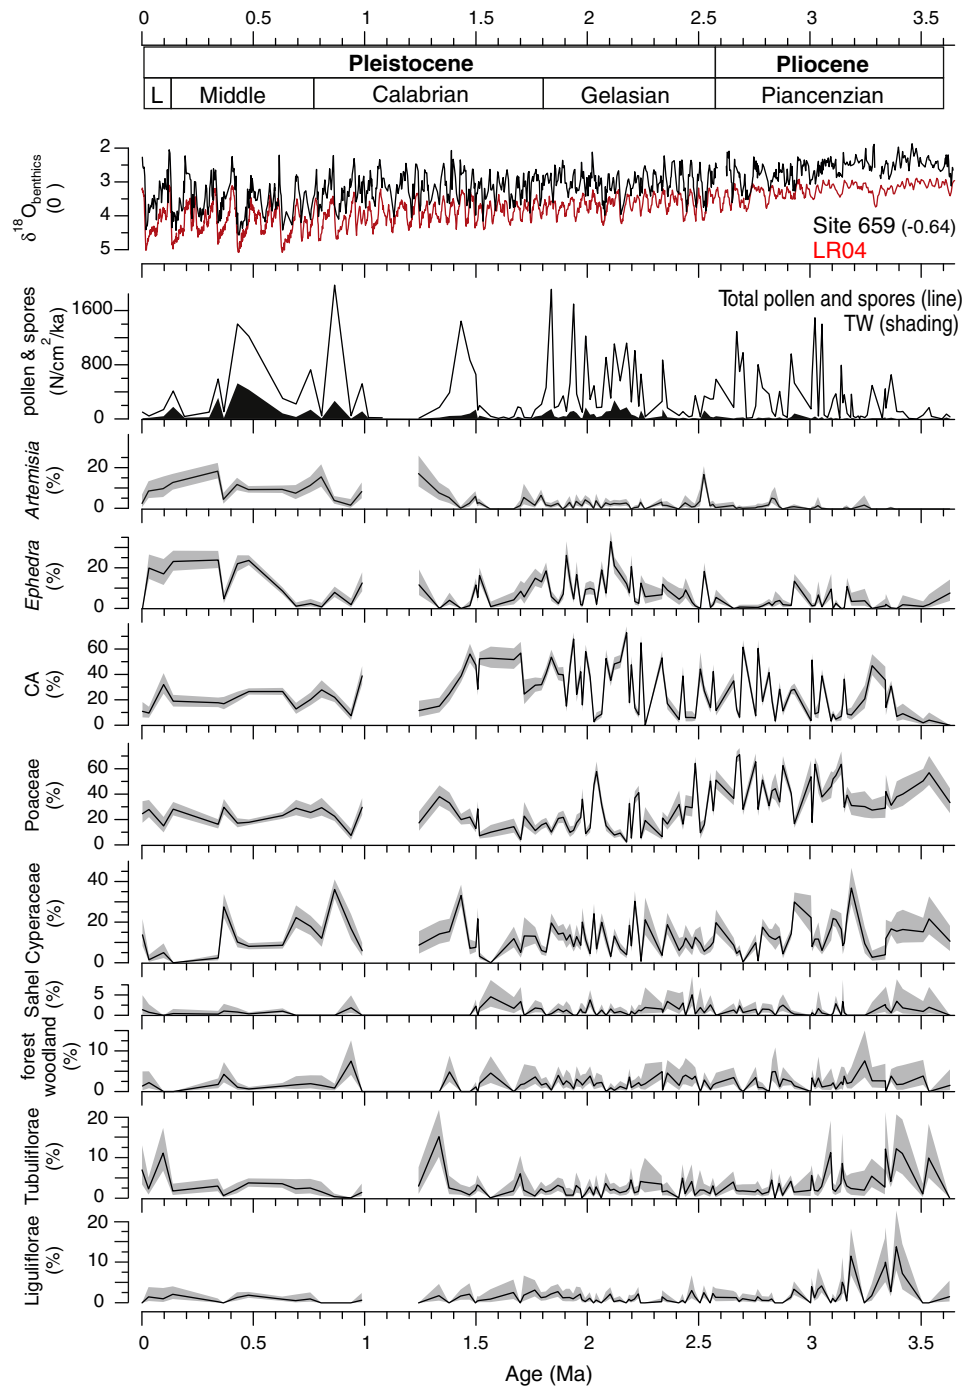 0 0.5 1 1.5 2 2.5 3 3.5
Pleistocene Pliocene
L Middle Calabrian Gelasian Piancenzian
2
3
4
5
δ18Obenthics
(0 )
Site 659 (-0.64)
LR04
1600
800
0
pollen & spores
(N/cm2/ka)
Total pollen and spores (line)
TW (shading)
20
0
Artemisia
(%)
20
0
Ephedra
(%)
60
40
20
0
CA
(%)
60
40
20
0
Poaceae
(%)
40
20
0
Cyperaceae
(%)
5
0
Sahel
(%)
10
0
forest
woodland
(%)
20
10
0
Tubuliflorae
(%)
20
10
0
Liguliflorae
(%)
0 0.5 1 1.5 2 2.5 3 3.5
Age (Ma)